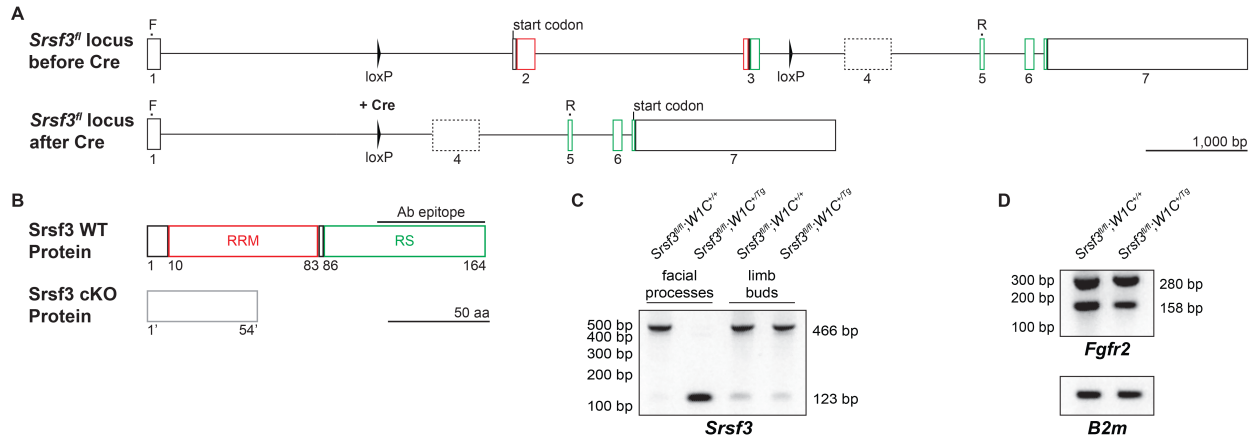 A
F
start codon
R
Srsf3fl locus
before Cre
1
loxP
2
3
loxP
4
5
6
7
+ Cre
F
R
start codon
Srsf3fl locus
after Cre
1
loxP
4
5
6
7
1,000 bp
B
Ab epitope
Srsf3 WT
Protein
RRM
RS
1
10
83
86
164
Srsf3 cKO
Protein
1'
54'
50 aa
C
Srsf3fl/fl;W1C+/+
Srsf3fl/fl;W1C+/Tg
Srsf3fl/fl;W1C+/+
Srsf3fl/fl;W1C+/Tg
facial
processes
limb
buds
500 bp
400 bp
300 bp
200 bp
100 bp
466 bp
123 bp
Srsf3
D
Srsf3fl/fl;W1C+/+
Srsf3fl/fl;W1C+/Tg
300 bp
200 bp
100 bp
280 bp
158 bp
Fgfr2
B2m